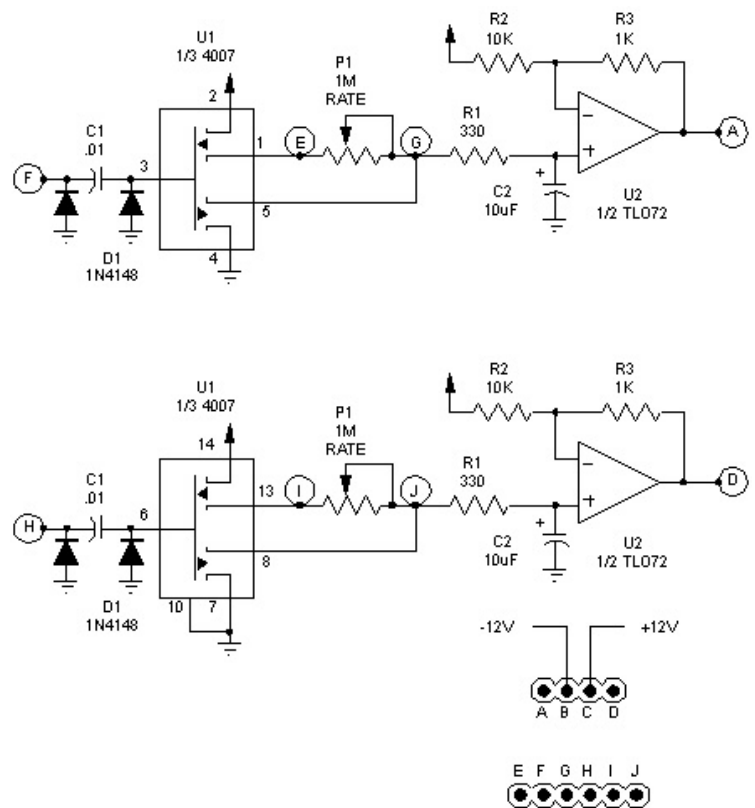 U1
1/3 4007
2
P1
1M
RATE
R2
10K
R3
1K
C1
.01
3
1
E
G
R1
330
-
+
A
F
5
+
C2
10uF
U2
1/2 TL072
4
D1
1N4148
U1
1/3 4007
14
P1
1M
RATE
R2
10K
R3
1K
C1
.01
6
13
I
J
R1
330
-
+
D
H
8
+
C2
10uF
U2
1/2 TL072
10
7
D1
1N4148
-12V
+12V
A B C D
E F G H I J